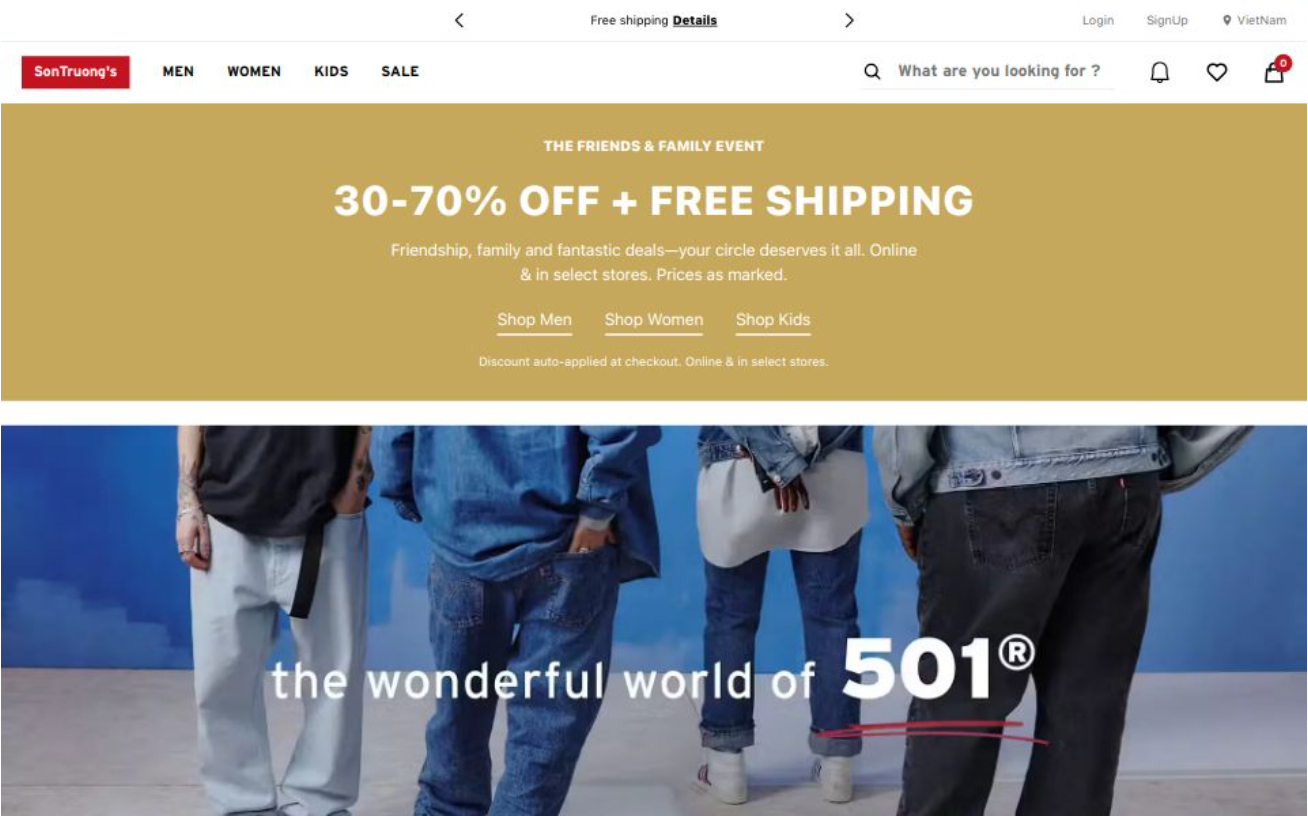 Free shipping Details
Login SignUp VietNam
SonTruong's MEN WOMEN KIDS SALE
What are you looking for ?
0
THE FRIENDS & FAMILY EVENT
30-70% OFF + FREE SHIPPING
Friendship, family and fantastic deals—your circle deserves it all. Online
& in select stores. Prices as marked.
Shop Men Shop Women Shop Kids
Discount auto-applied at checkout. Online & in select stores.
the wonderful world of 501®